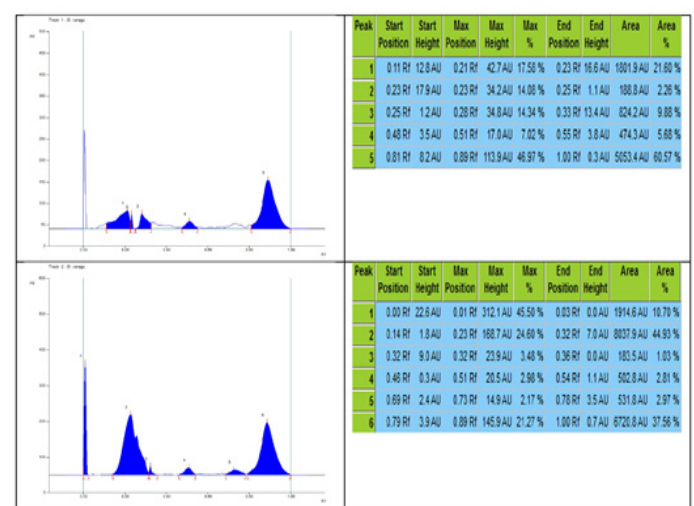 Peak Start Position Start Height Max Position Max Height Max % End Position End Height Area Area %
1 0.11 Rf 12.8 AU 0.21 Rf 42.7 AU 17.58 % 0.23 Rf 16.6 AU 1801.9 AU 21.60 %
2 0.23 Rf 17.9 AU 0.23 Rf 34.2 AU 14.08 % 0.25 Rf 1.1 AU 188.8 AU 2.26 %
3 0.25 Rf 1.2 AU 0.28 Rf 34.8 AU 14.34 % 0.33 Rf 13.4 AU 824.2 AU 9.88 %
4 0.48 Rf 3.5 AU 0.51 Rf 17.0 AU 7.02 % 0.55 Rf 3.8 AU 474.3 AU 5.68 %
5 0.81 Rf 8.2 AU 0.89 Rf 113.9 AU 46.97 % 1.00 Rf 0.3 AU 5053.4 AU 60.57 %
Peak Start Position Start Height Max Position Max Height Max % End Position End Height Area Area %
1 0.00 Rf 22.6 AU 0.01 Rf 312.1 AU 45.50 % 0.03 Rf 0.0 AU 1914.6 AU 10.70 %
2 0.14 Rf 1.8 AU 0.23 Rf 168.7 AU 24.60 % 0.32 Rf 7.0 AU 8037.9 AU 44.93 %
3 0.32 Rf 9.0 AU 0.32 Rf 23.9 AU 3.48 % 0.36 Rf 0.0 AU 183.5 AU 1.03 %
4 0.46 Rf 0.3 AU 0.51 Rf 20.5 AU 2.98 % 0.54 Rf 1.1 AU 502.8 AU 2.81 %
5 0.69 Rf 2.4 AU 0.73 Rf 14.9 AU 2.17 % 0.78 Rf 3.5 AU 531.8 AU 2.97 %
6 0.79 Rf 3.9 AU 0.89 Rf 145.9 AU 21.27 % 1.00 Rf 0.7 AU 6720.8 AU 37.56 %